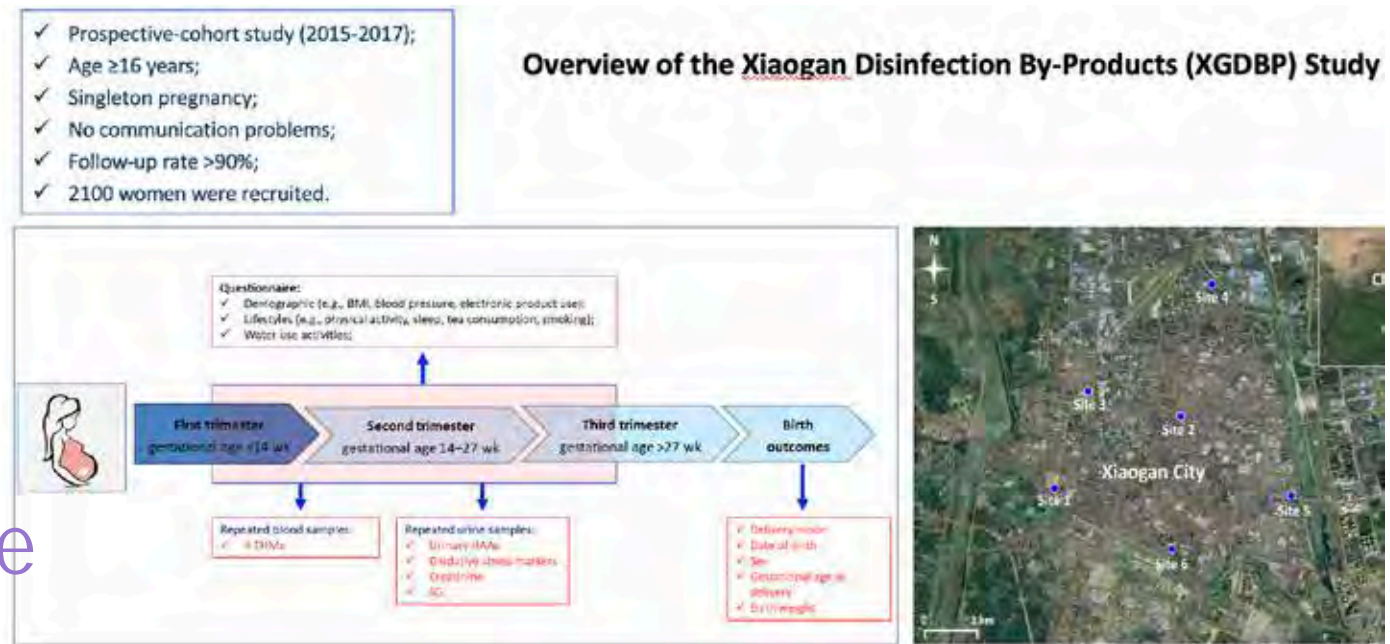 ✓ Prospective-cohort study (2015-2017);
✓ Age ≥16 years;
✓ Singleton pregnancy;
✓ No communication problems;
✓ Follow-up rate >90%;
✓ 2100 women were recruited.
Overview of the Xiaogan Disinfection By-Products (XGDBP) Study
Questionnaire:
✓ Demographic (e.g., BMI, blood pressure, electronic product use);
✓ Lifestyles (e.g., physical activity, sleep, tea consumption, smoking);
✓ Water use activities;
First trimester
gestational age <14 wk
Second trimester
gestational age 14–27 wk
Third trimester
gestational age >27 wk
Birth
outcomes
Repeated blood samples:
✓ 4
Repeated urine samples:
✓ Urinary HAAs
✓ Oxidative stress markers
✓ Creatinine
✓ SG
✓ Delivery mode
✓ Date of birth
✓ Sex
✓ Gestational age at
delivery
✓ Birth weight
e
N
S
Site 4
Site 3
Site 2
Xiaogan City
Site 1
Site 5
Site 6
0